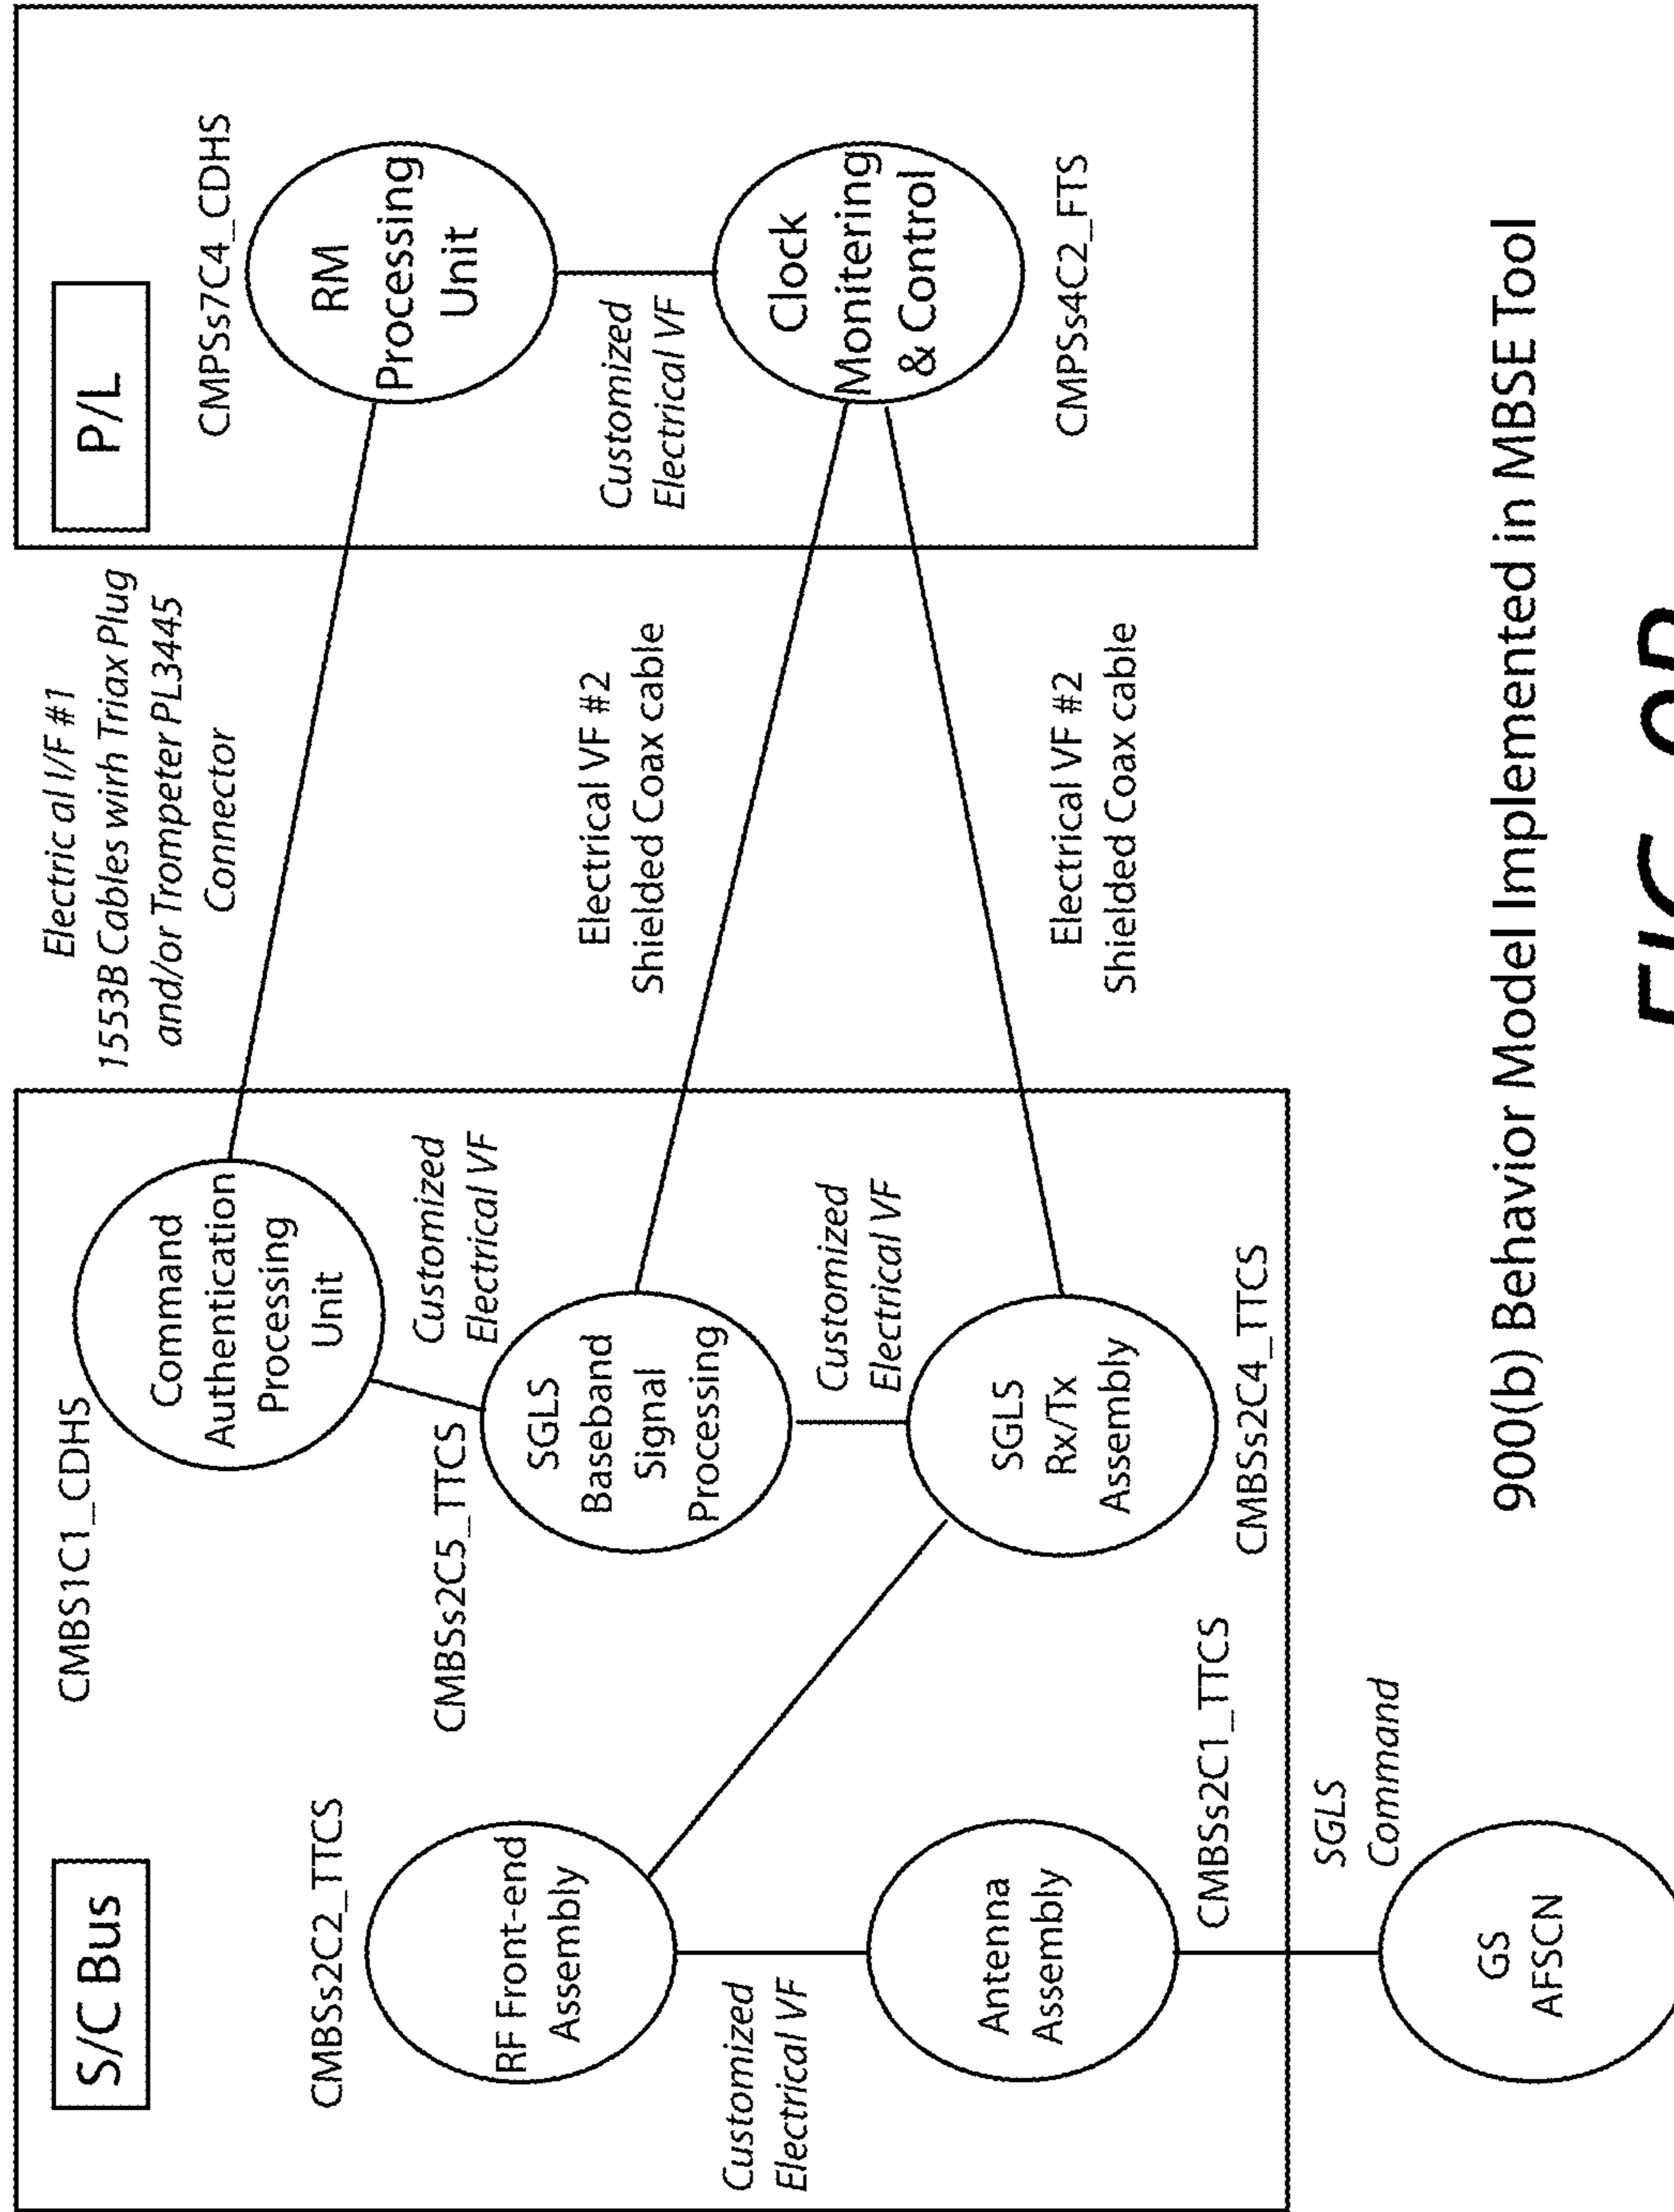 S/C Bus
CMBSs2C2_TTCS
RF Front-end
Assembly
Customized
Electrical VF
Antenna
Assembly
CMBSs2C1_TTCS
SGLS
Command
GS
AFSCN
CMBS1C1_CDHS
Command
Authentication
Processing
Unit
Customized
Electrical VF
CMBSs2C5_TTCS
SGLS
Baseband
Signal
Processing
Customized
Electrical VF
SGLS
Rx/Tx
Assembly
CMBSs2C4_TTCS
Electric al I/F #1
1553B Cables wirh Triax Plug
and/or Trompeter PL3445
Connector
Electrical VF #2
Shielded Coax cable
Electrical VF #2
Shielded Coax cable
P/L
CMPSs7C4_CDHS
RM
Processing
Unit
Customized
Electrical VF
Clock
Monitering
& Control
CMPSs4C2_FTS
900(b) Behavior Model Implemented in MBSE Tool